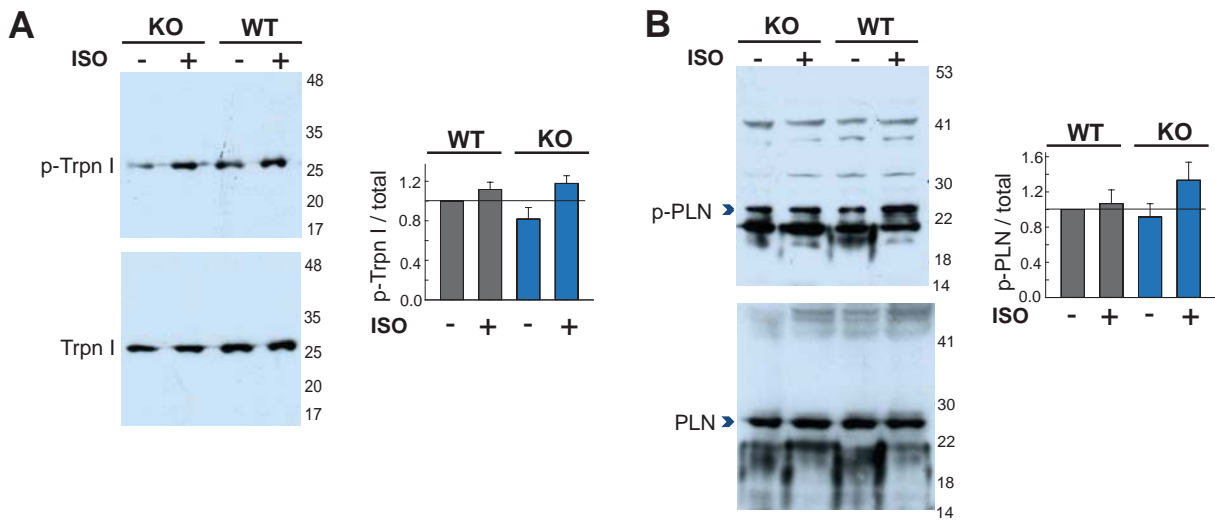 A
KO WT
ISO - + - +
48
35
p-Trpn I
25
20
17
48
35
Trpn I
25
20
17
WT KO
p-Trpn I / total
1.2
0.8
0.4
0.0
ISO - + - +
B
KO WT
ISO - + - +
53
41
30
p-PLN
22
18
14
41
30
PLN
22
18
14
WT KO
p-PLN / total
1.6
1.2
0.8
0.4
0.0
ISO - + - +